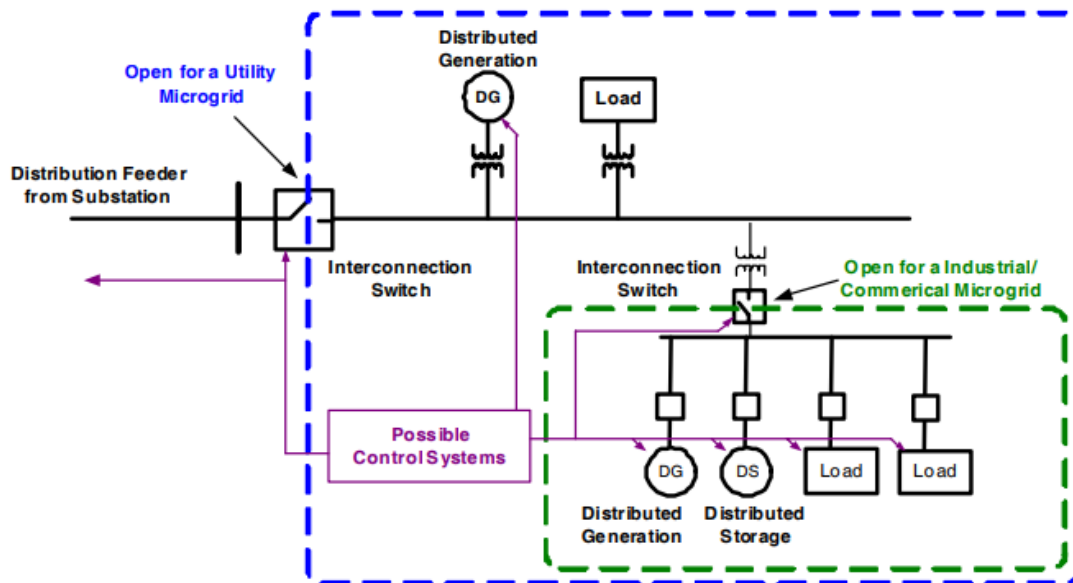 Distributed
Generation
DG
Load
Open for a Utility
Microgrid
Distribution Feeder
from Substation
Interconnection
Switch
Interconnection
Switch
Open for a Industrial/
Commerical Microgrid
Possible
Control Systems
DG
DS
Load
Load
Distributed
Generation
Distributed
Storage